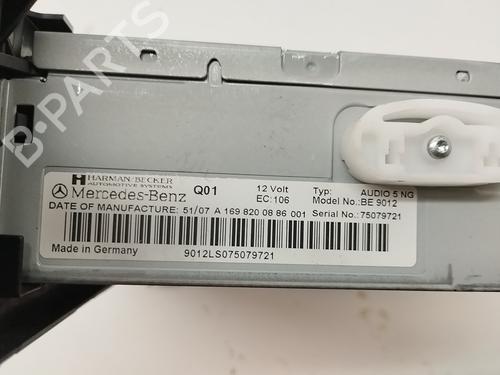 B-PARTS
HARMAN/BECKER
AUTOMOTIVE SYSTEMS
Mercedes-Benz Q01 12 Volt Typ: AUDIO 5 NG
EC:106 Model No.:BE 9012
DATE OF MANUFACTURE: 51/07 A 169 820 08 86 001 Serial No.: 75079721
Made in Germany 9012LS075079721